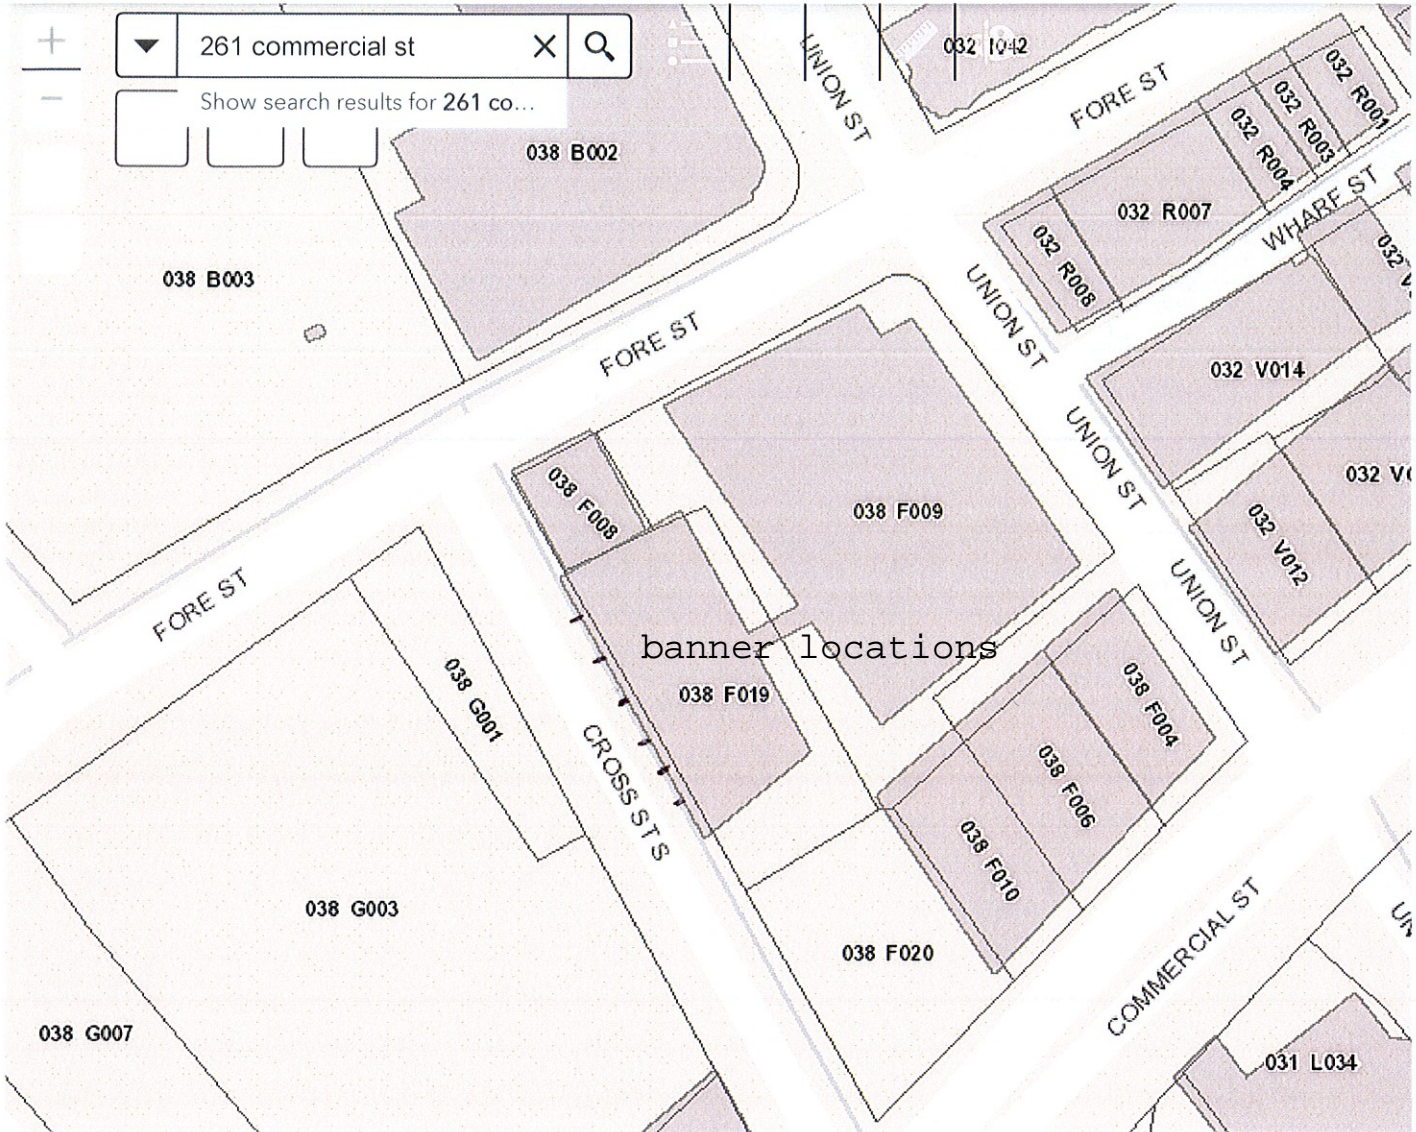 261 commercial st
Show search results for 261 co...
UNION ST
FORE ST
032 R001
032 R003
032 R004
032 R007
WHARF ST
032 R008
038 B002
038 B003
UNION ST
FORE ST
032 V014
UNION ST
038 F008
038 F009
032 V012
UNION ST
FORE ST
banner locations
038 G001
038 F019
038 F004
CROSS ST S
038 F006
038 F010
038 G003
038 F020
COMMERCIAL ST
038 G007
031 L034